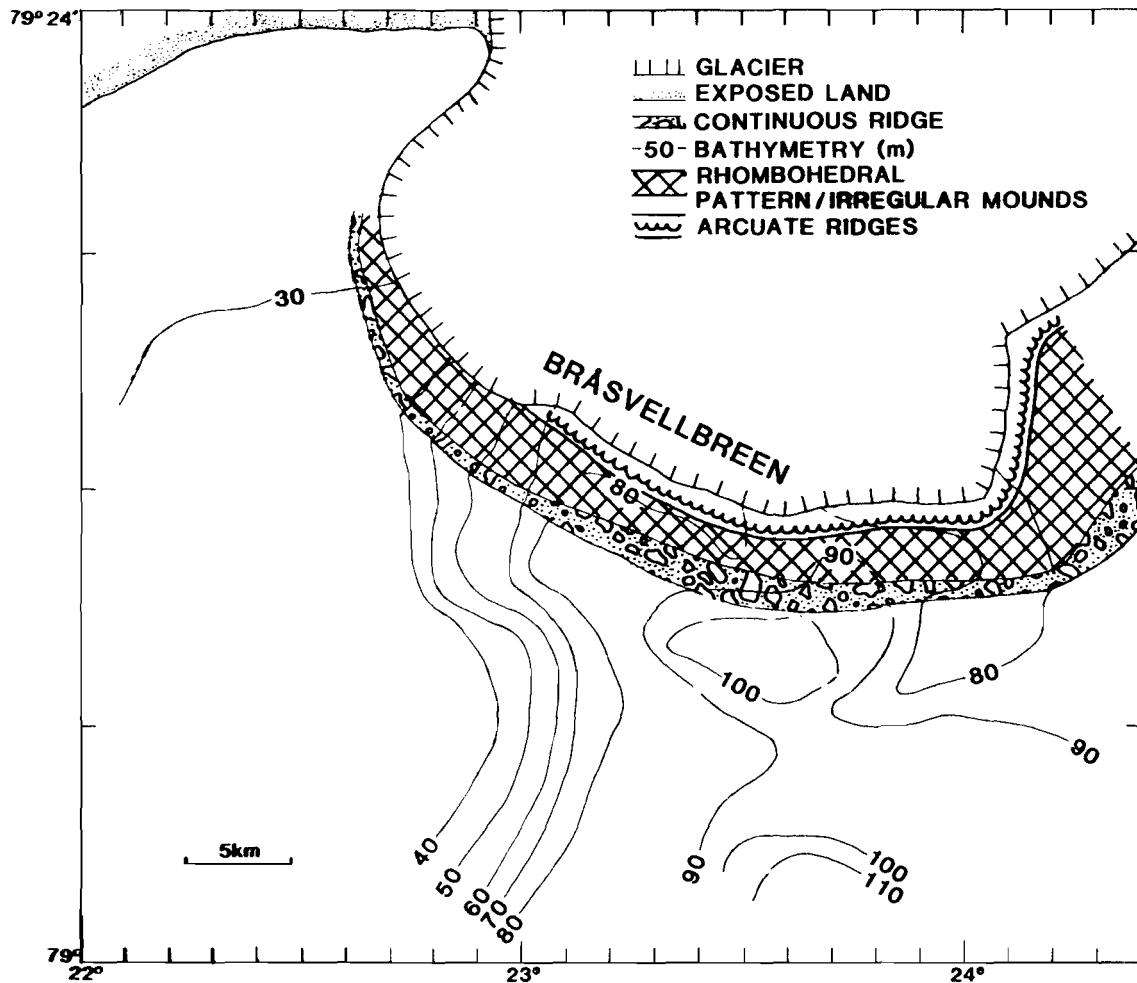 79° 24'
GLACIER
EXPOSED LAND
CONTINUOUS RIDGE
-50- BATHYMETRY (m)
RHOMBOHEDRAL
PATTERN/IRREGULAR MOUNDS
ARCUATE RIDGES
30
BRÅSVELLBREEN
80
90
100
80
90
5km
40
50
60
70
80
90
100
110
79°
22°
23°
24°